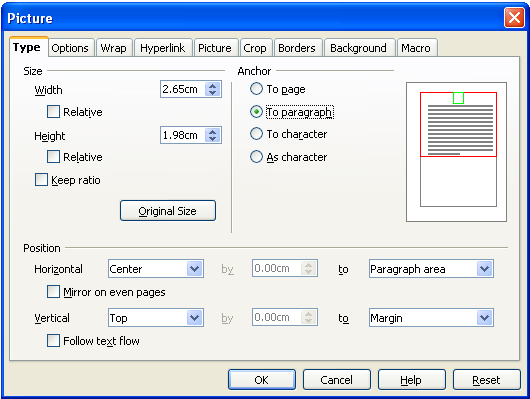 Picture
Type Options Wrap Hyperlink Picture Crop Borders Background Macro
Size
Width 2.65cm
Relative
Height 1.98cm
Relative
Keep ratio
Original Size
Anchor
To page
To paragraph
To character
As character
Position
Horizontal Center by 0.00cm to Paragraph area
Mirror on even pages
Vertical Top by 0.00cm to Margin
Follow text flow
OK Cancel Help Reset